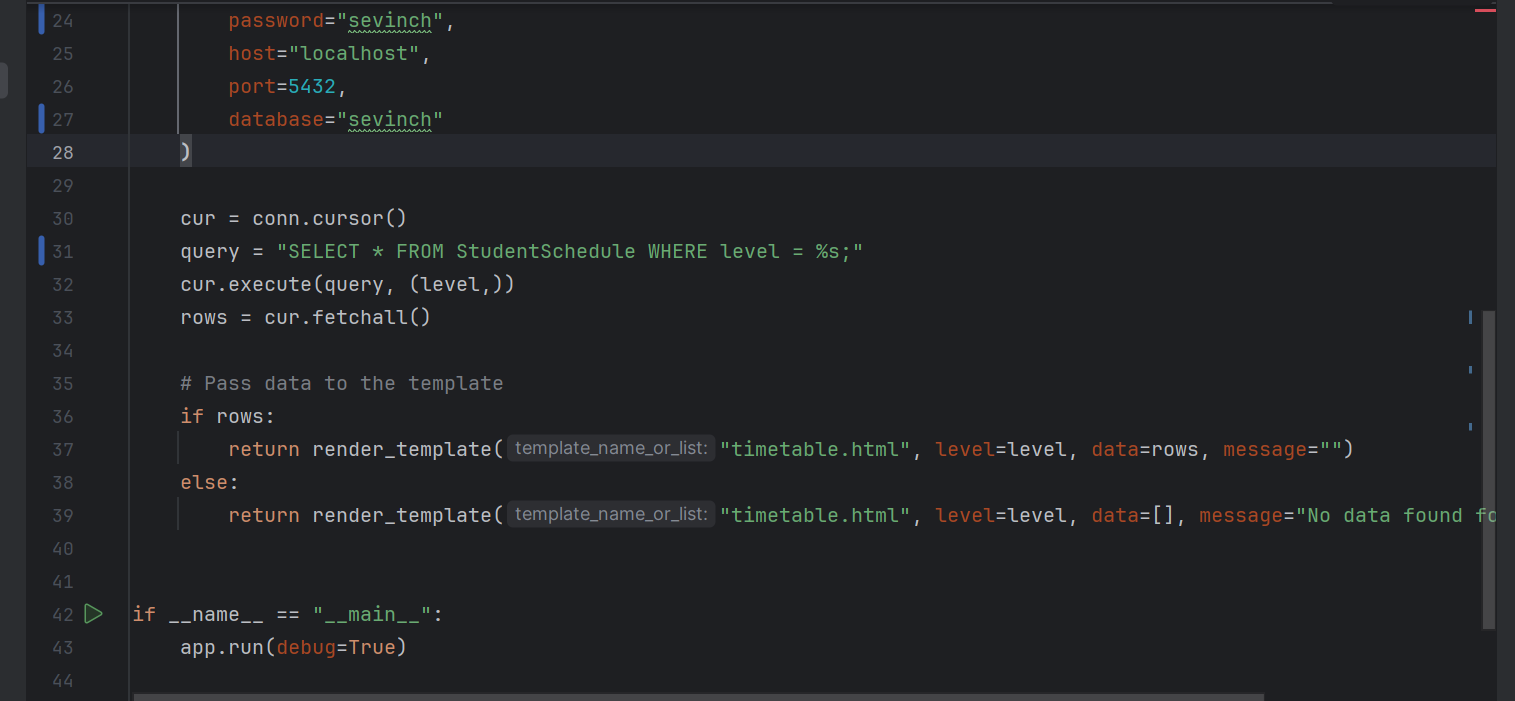 24 password="sevinch",
25 host="localhost",
26 port=5432,
27 database="sevinch"
28 )
29
30 cur = conn.cursor()
31 query = "SELECT * FROM StudentSchedule WHERE level = %s;"
32 cur.execute(query, (level,))
33 rows = cur.fetchall()
34
35 # Pass data to the template
36 if rows:
37 return render_template( template_name_or_list: "timetable.html", level=level, data=rows, message="")
38 else:
39 return render_template( template_name_or_list: "timetable.html", level=level, data=[], message="No data found fo
40
41
42 if __name__ == "__main__":
43 app.run(debug=True)
44